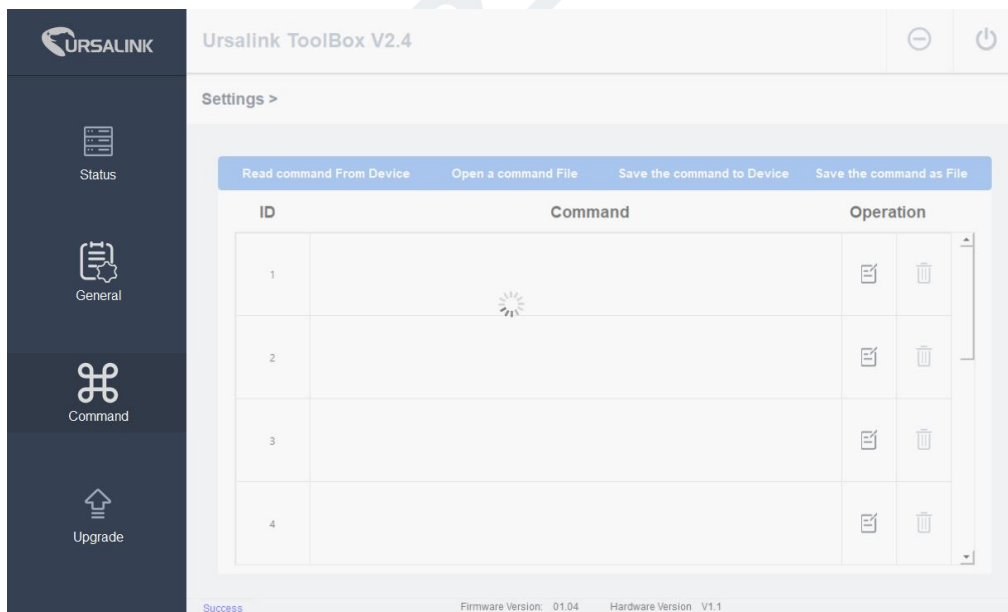 URSALINK
Ursalink ToolBox V2.4
Settings >
Status
General
Command
Upgrade
Read command From Device Open a command File Save the command to Device Save the command as File
ID Command Operation
1
2
3
4
Success Firmware Version: 01.04 Hardware Version V1.1